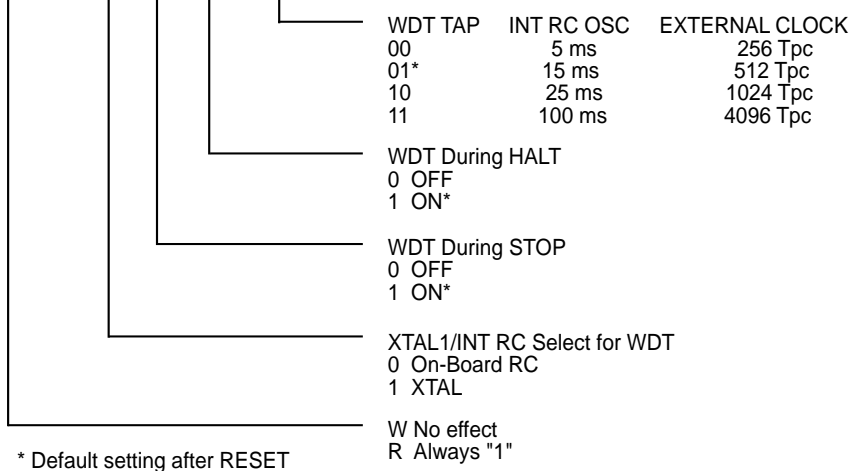 WDT TAP INT RC OSC EXTERNAL CLOCK
00 5 ms 256 Tpc
01* 15 ms 512 Tpc
10 25 ms 1024 Tpc
11 100 ms 4096 Tpc
WDT During HALT
0 OFF
1 ON*
WDT During STOP
0 OFF
1 ON*
XTAL1/INT RC Select for WDT
0 On-Board RC
1 XTAL
W No effect
R Always "1"
* Default setting after RESET